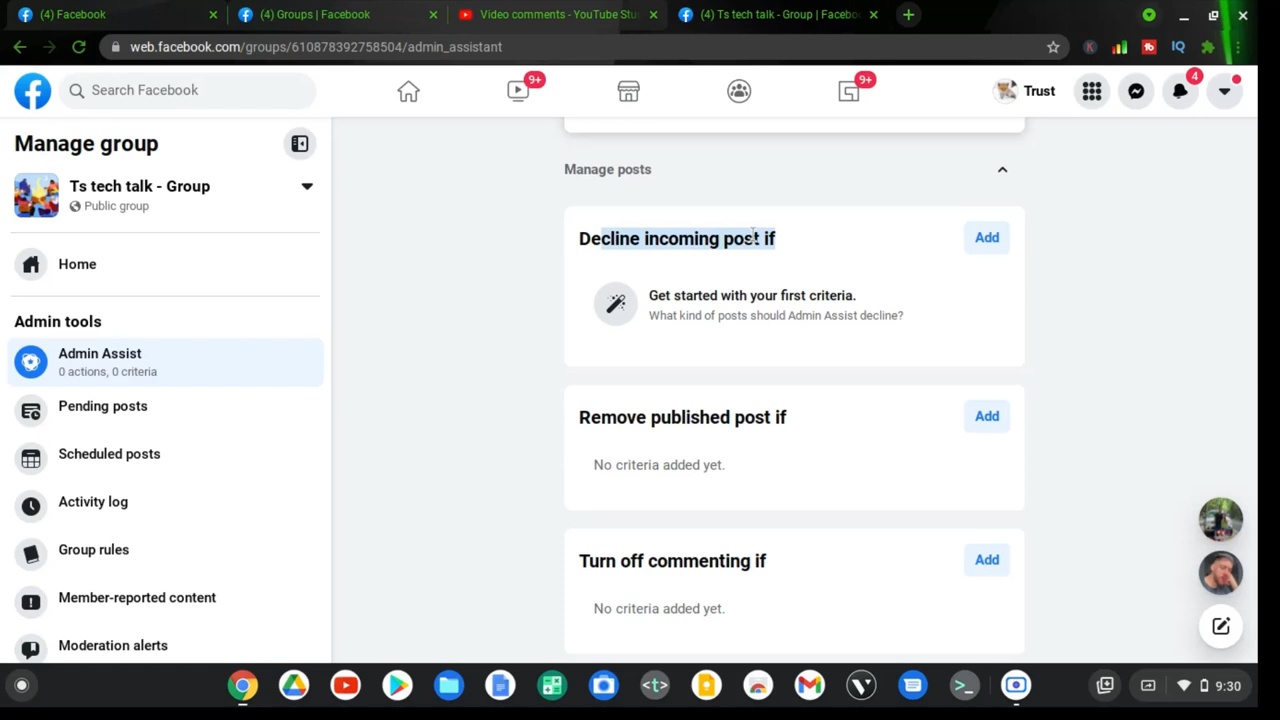 (4) Facebook
(4) Groups | Facebook
Video comments - YouTube Stu
(4) Ts tech talk - Group | Facebo
web.facebook.com/groups/610878392758504/admin_assistant
IQ
Search Facebook
9+
9+
Trust
4
Manage group
Ts tech talk - Group
Public group
Home
Admin tools
Admin Assist
0 actions, 0 criteria
Pending posts
Scheduled posts
Activity log
Group rules
Member-reported content
Moderation alerts
Manage posts
Decline incoming post if
Add
Get started with your first criteria.
What kind of posts should Admin Assist decline?
Remove published post if
Add
No criteria added yet.
Turn off commenting if
Add
No criteria added yet.
<t>
9:30